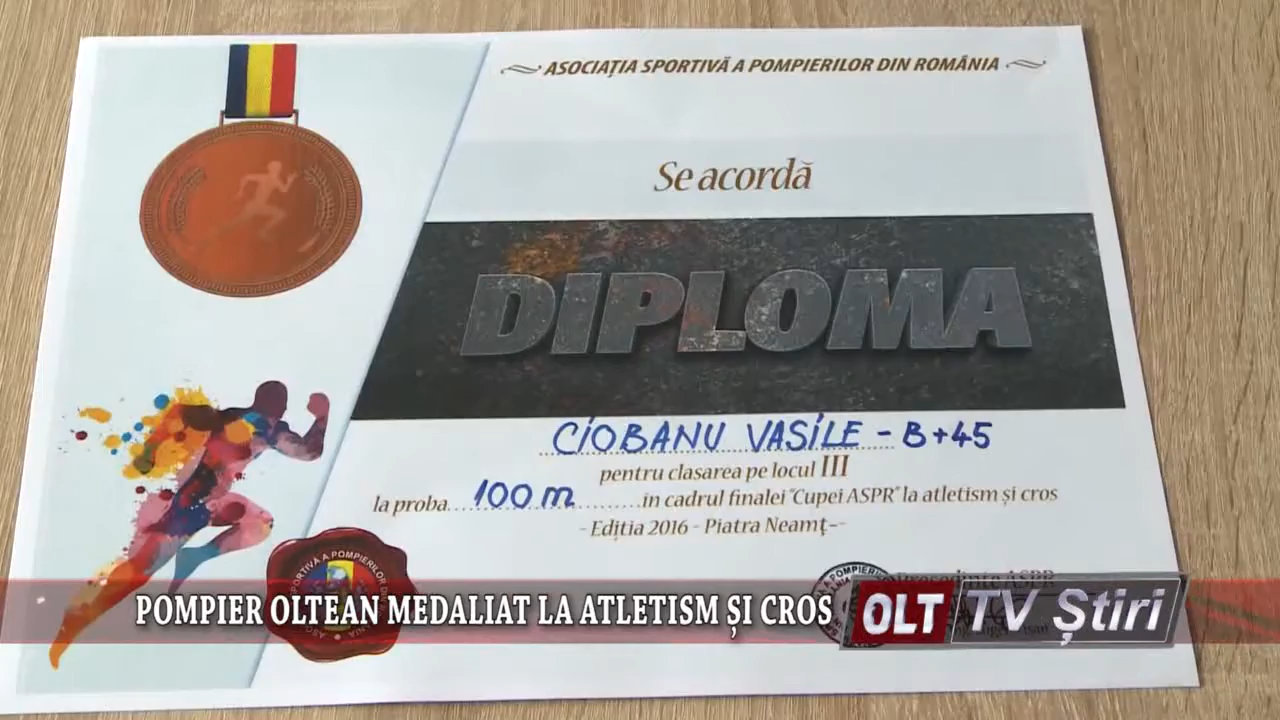 ASOCIAȚIA SPORTIVĂ A POMPIERILOR DIN ROMÂNIA
Se acordă
DIPLOMA
CIOBANU VASILE - B+45
pentru clasarea pe locul III
la proba....100 m..........in cadrul finalei "Cupei ASPR" la atletism și cros
- Ediția 2016 - Piatra Neamț--
POMPIER OLTEAN MEDALIAT LA ATLETISM ȘI CROS
OLT TV Știri